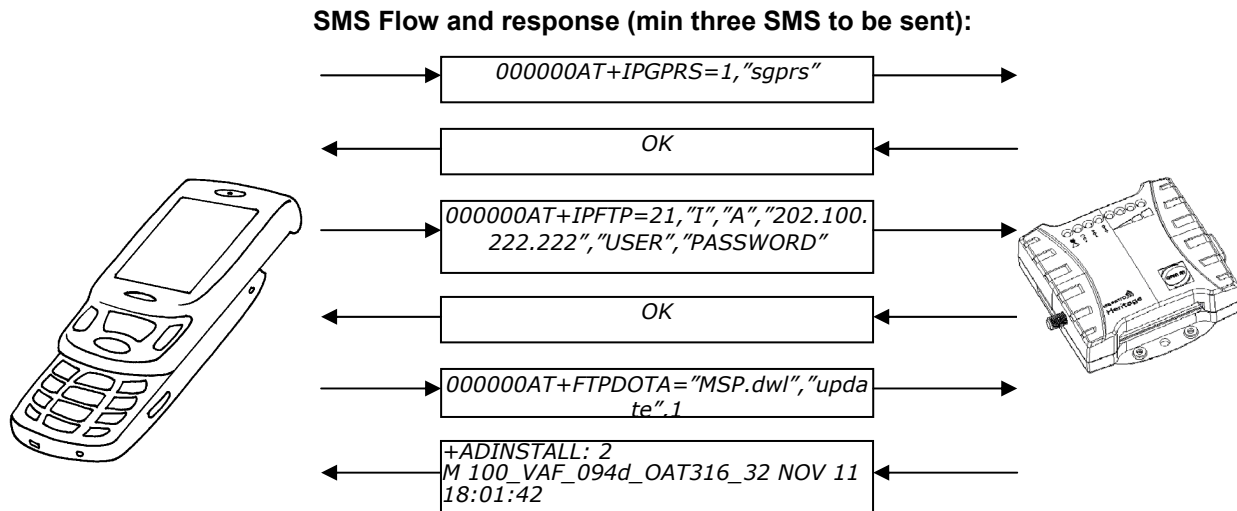 SMS Flow and response (min three SMS to be sent):
000000AT+IPGPRS=1,”sgprs”
OK
000000AT+IPFTP=21,”I”,”A”,”202.100.
222.222”,”USER”,”PASSWORD”
OK
000000AT+FTPDOTA=”MSP.dwl”,”upda
te”,1
+ADINSTALL: 2
M 100_VAF_094d_OAT316_32 NOV 11
18:01:42
Heritage